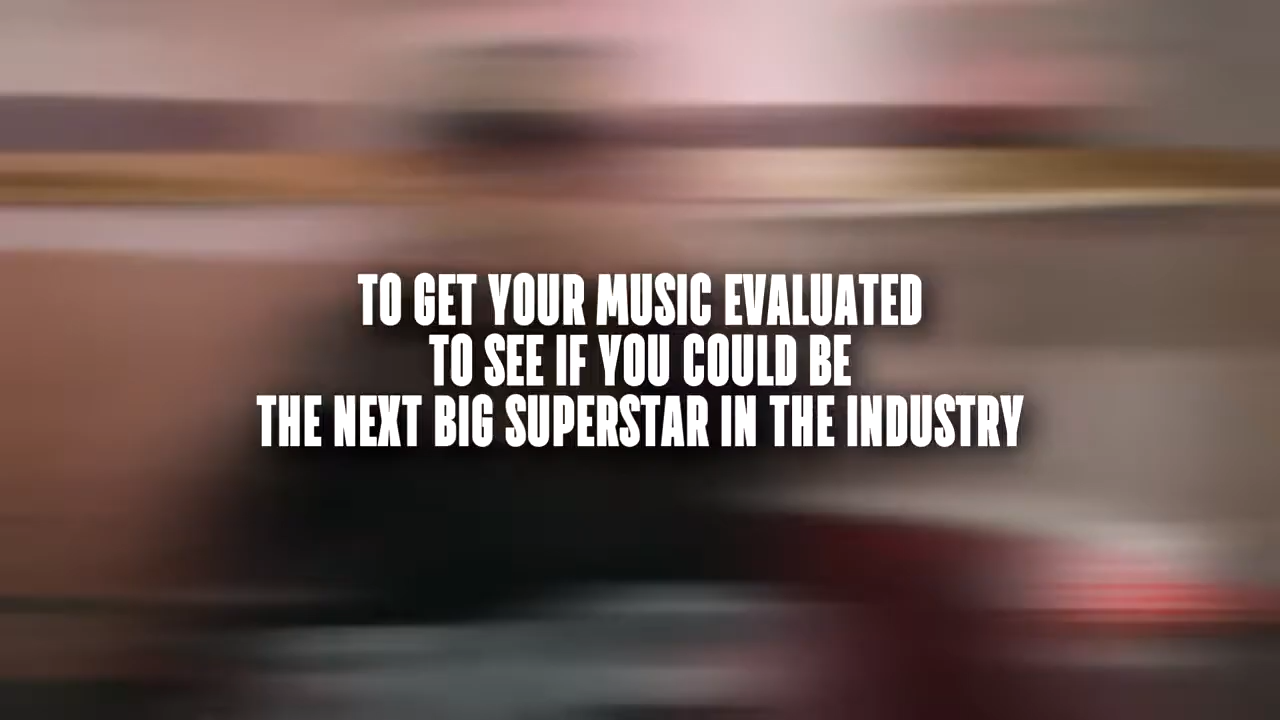 TO GET YOUR MUSIC EVALUATED
TO SEE IF YOU COULD BE
THE NEXT BIG SUPERSTAR IN THE INDUSTRY